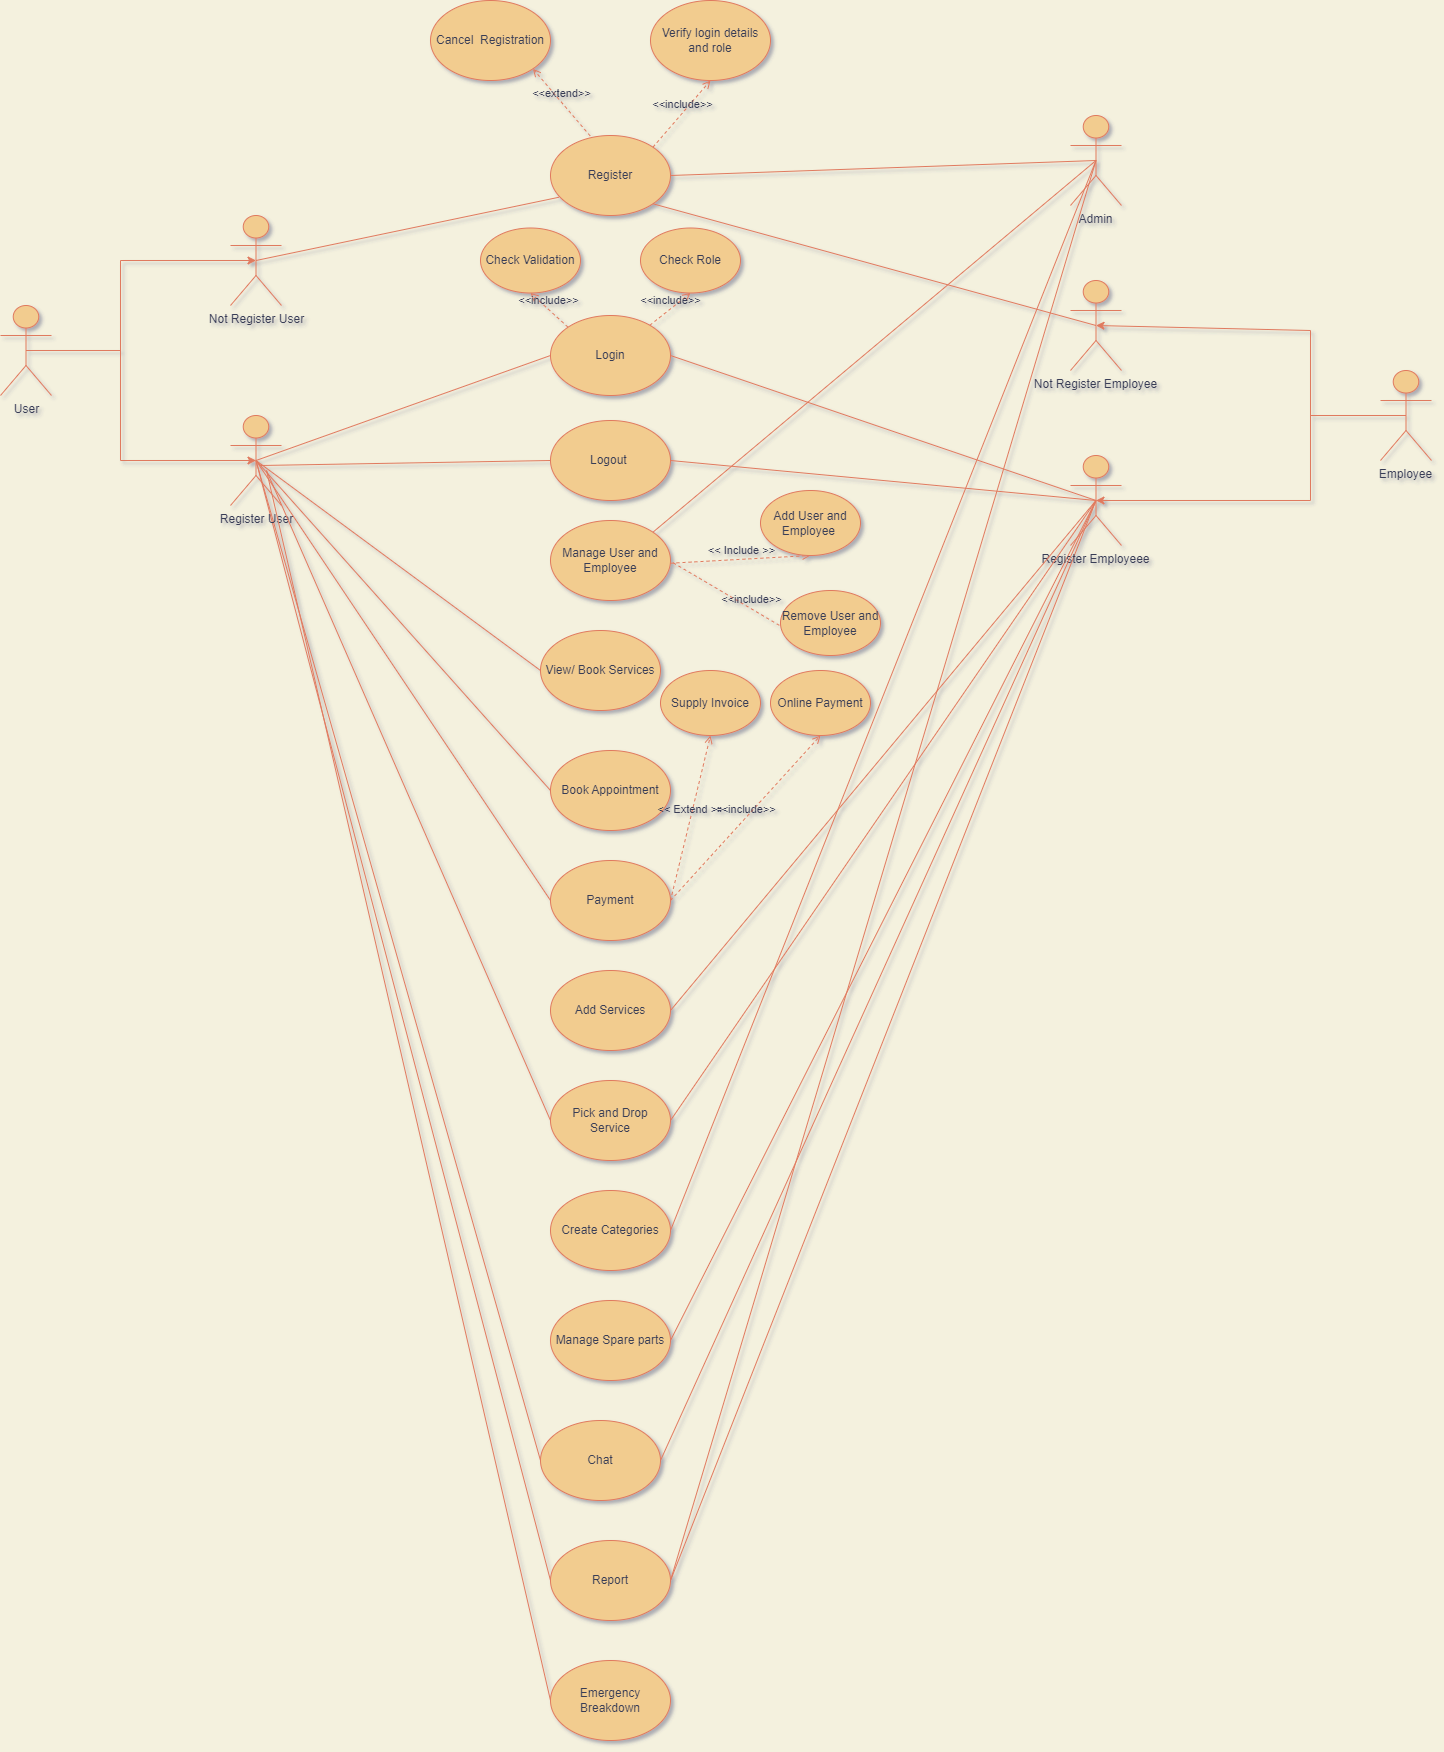 Cancel  Registration
Verify login details
and role
<<extend>>
<<include>>
Register
Admin
Not Register User
Check Validation
Check Role
<<include>>
<<include>>
Login
User
Not Register Employee
Employee
Register User
Logout
Register Employeee
Manage User and
Employee
<< Include >>
Add User and
Employee
<<include>>
Remove User and
Employee
View/ Book Services
Supply Invoice
Online Payment
Book Appointment
<< Extend >>
<<include>>
Payment
Add Services
Pick and Drop
Service
Create Categories
Manage Spare parts
Chat
Report
Emergency
Breakdown